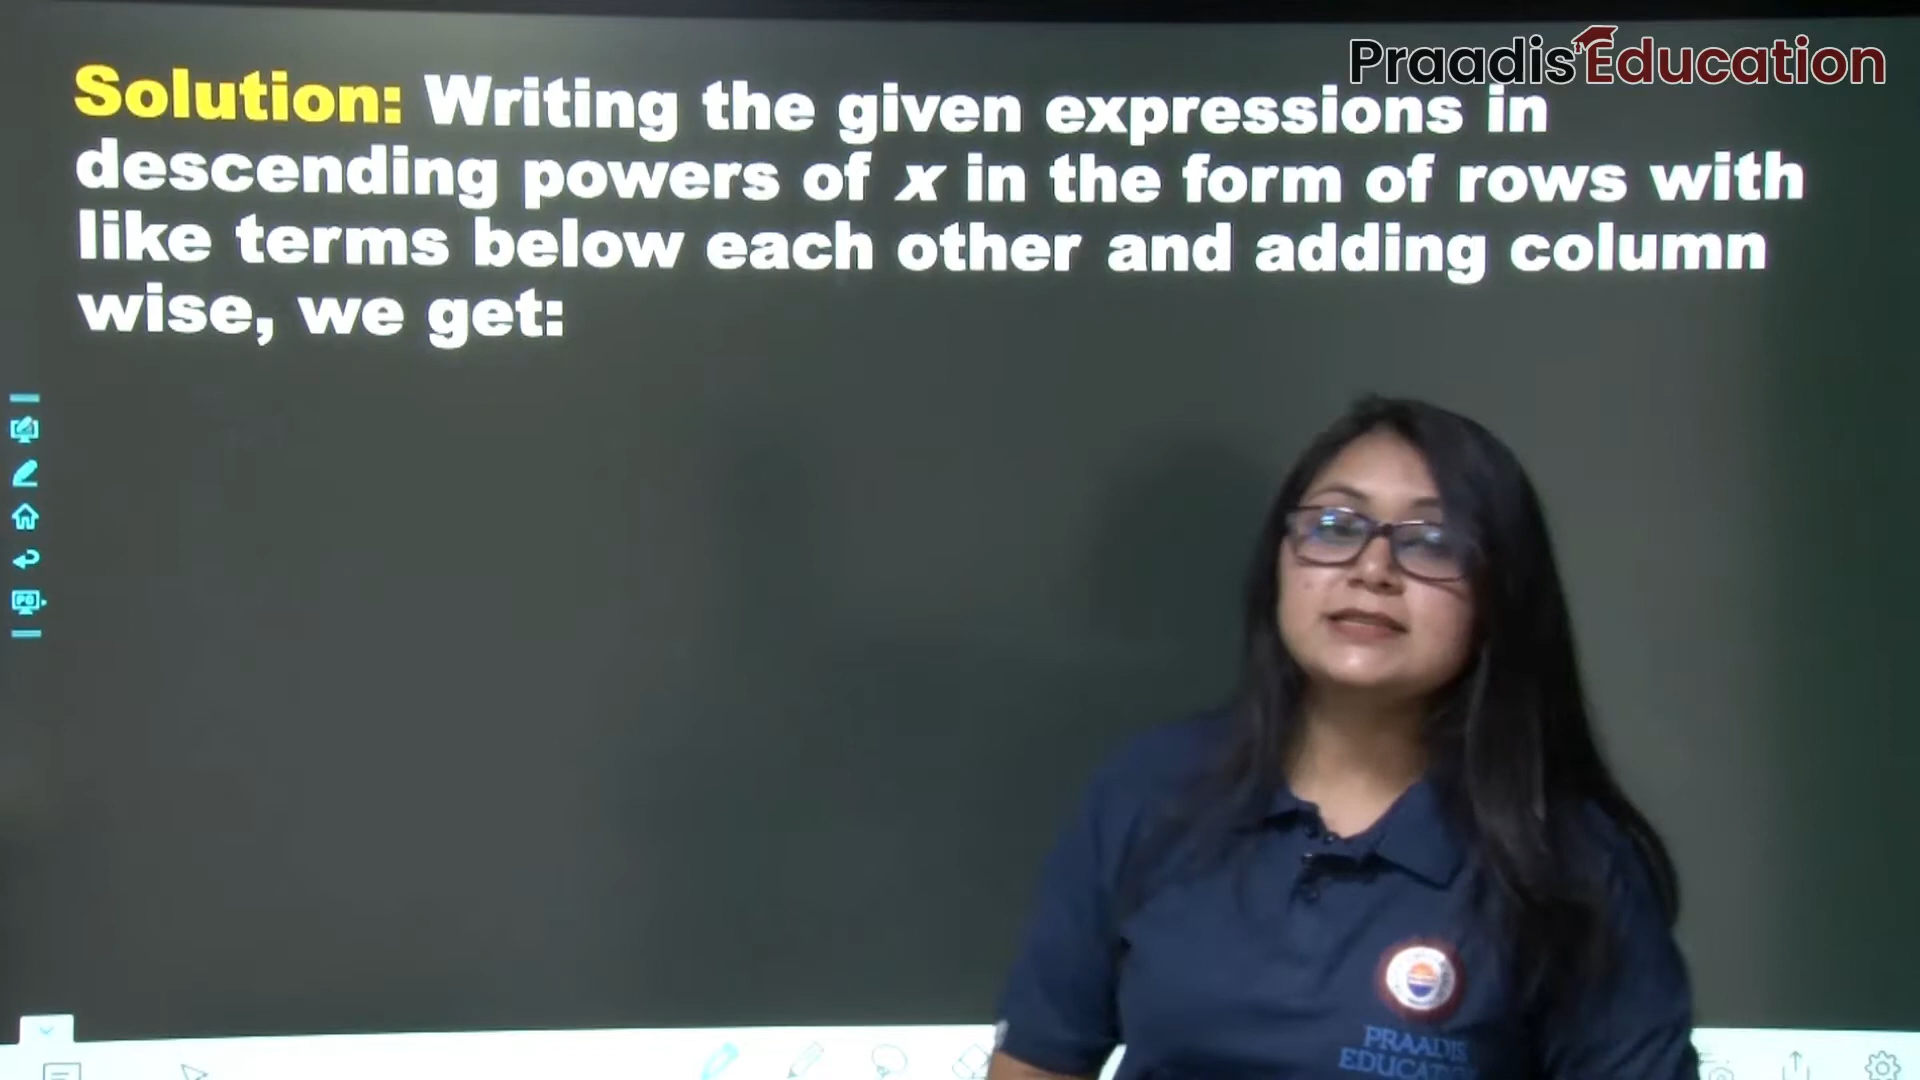 Praadis Education
Solution: Writing the given expressions in
descending powers of x in the form of rows with
like terms below each other and adding column
wise, we get:
PRAADIS
EDUCATION